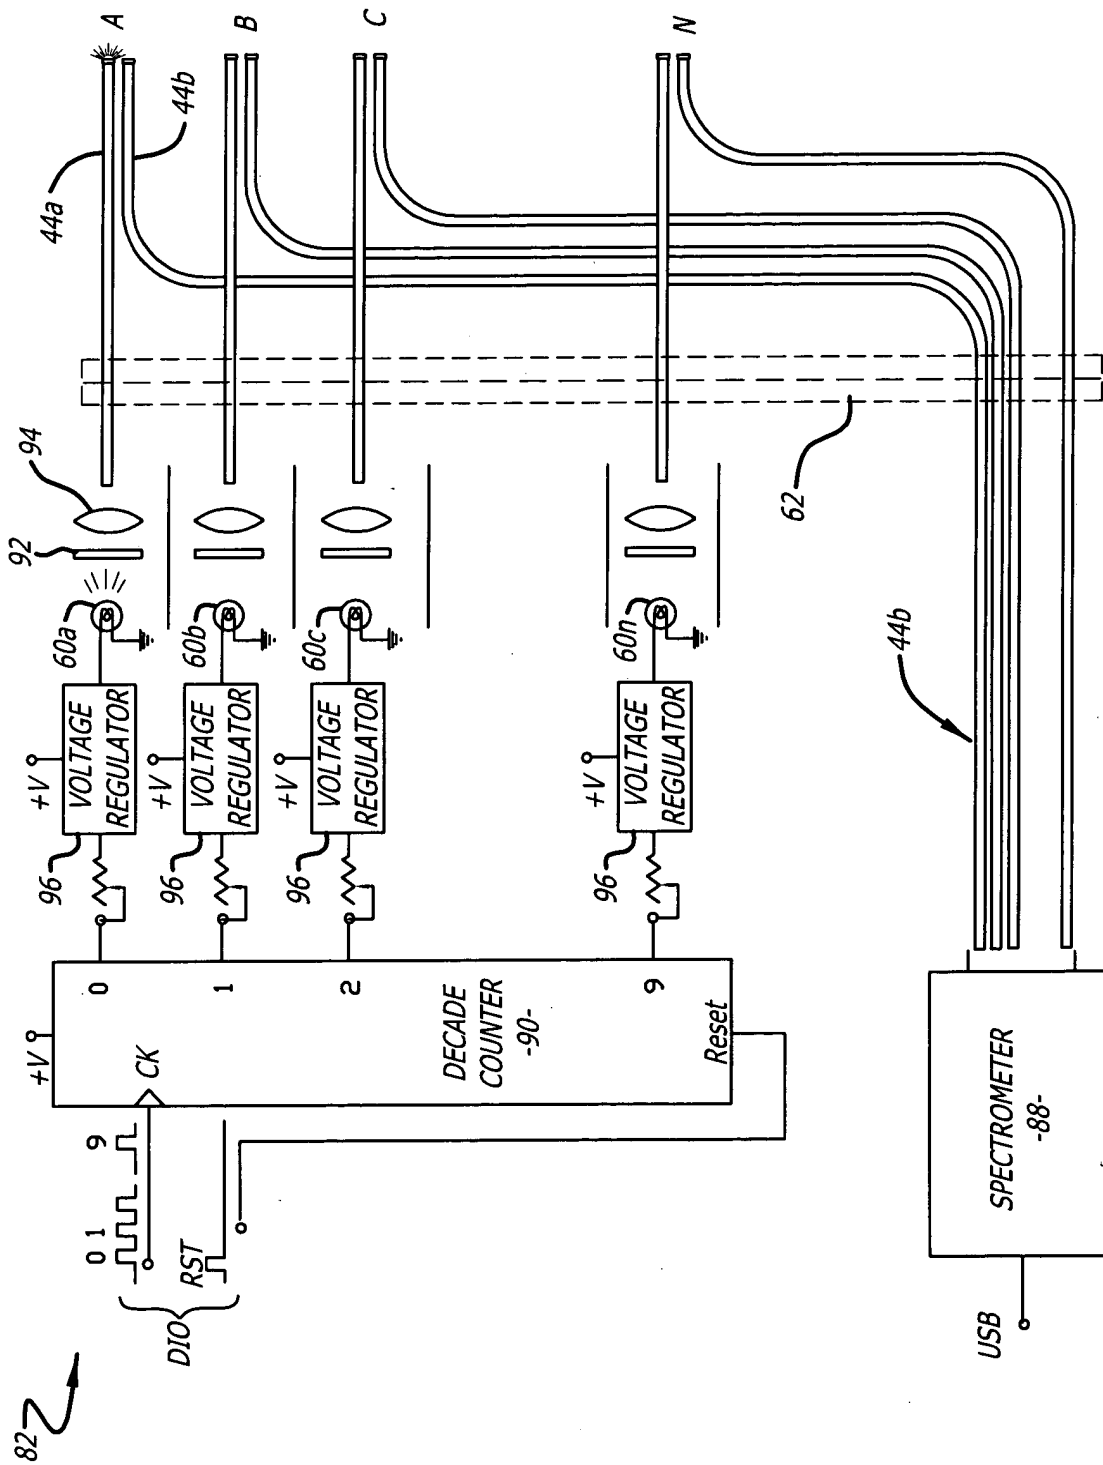 82
DIO
0 1 9
RST
CK
+V
0
1
2
9
DECADE
COUNTER
-90-
Reset
96
+V
VOLTAGE
REGULATOR
60a
92
94
96
+V
VOLTAGE
REGULATOR
60b
96
+V
VOLTAGE
REGULATOR
60c
96
+V
VOLTAGE
REGULATOR
60n
44a
44b
A
B
C
N
62
44b
USB
SPECTROMETER
-88-